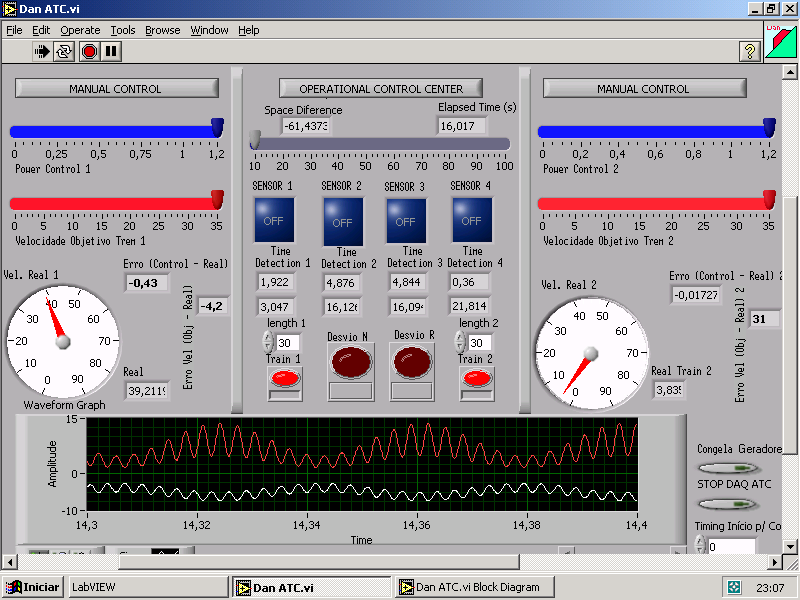 Dan ATC.vi
File Edit Operate Tools Browse Window Help
?
MANUAL CONTROL
0 0,25 0,5 0,75 1 1,2
Power Control 1
0 5 10 15 20 25 30 35
Velocidade Objetivo Trem 1
Vel. Real 1
0 10 20 30 40 50 60 70 80 90
Erro (Control - Real)
-0,43
Erro Vel (Obj - Real)
-4,2
Real
39,2119
OPERATIONAL CONTROL CENTER
Space Diference
-61,4373
Elapsed Time (s)
16,017
10 20 30 40 50 60 70 80 90 100
SENSOR 1 SENSOR 2 SENSOR 3 SENSOR 4
OFF OFF OFF OFF
Time Detection 1
Time Detection 2
Time Detection 3
Time Detection 4
1,922 4,876 4,844 0,36
3,047 16,126 16,094 21,814
length 1
30
Train 1
Desvio N
Desvio R
length 2
30
Train 2
MANUAL CONTROL
0 0,2 0,4 0,6 0,8 1 1,2
Power Control 2
0 5 10 15 20 25 30 35
Velocidade Objetivo Trem 2
Vel. Real 2
0 10 20 30 40 50 60 70 80 90
Erro (Control - Real) 2
-0,01727
Erro Vel (Obj - Real) 2
31
Real Train 2
3,839
Waveform Graph
Amplitude
15
0
-10
14,3 14,32 14,34 14,36 14,38 14,4
Time
Congela Geradore
STOP DAQ ATC
Timing Início p/ Co
0
Iniciar LabVIEW Dan ATC.vi Dan ATC.vi Block Diagram 23:07